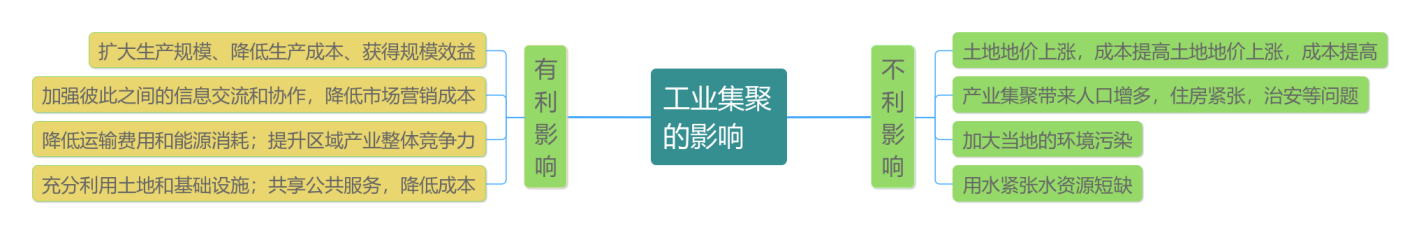 工业集聚
的影响
有利影响
扩大生产规模、降低生产成本、获得规模效益
加强彼此之间的信息交流和协作，降低市场营销成本
降低运输费用和能源消耗；提升区域产业整体竞争力
充分利用土地和基础设施；共享公共服务，降低成本
不利影响
土地地价上涨，成本提高土地地价上涨，成本提高
产业集聚带来人口增多，住房紧张，治安等问题
加大当地的环境污染
用水紧张水资源短缺